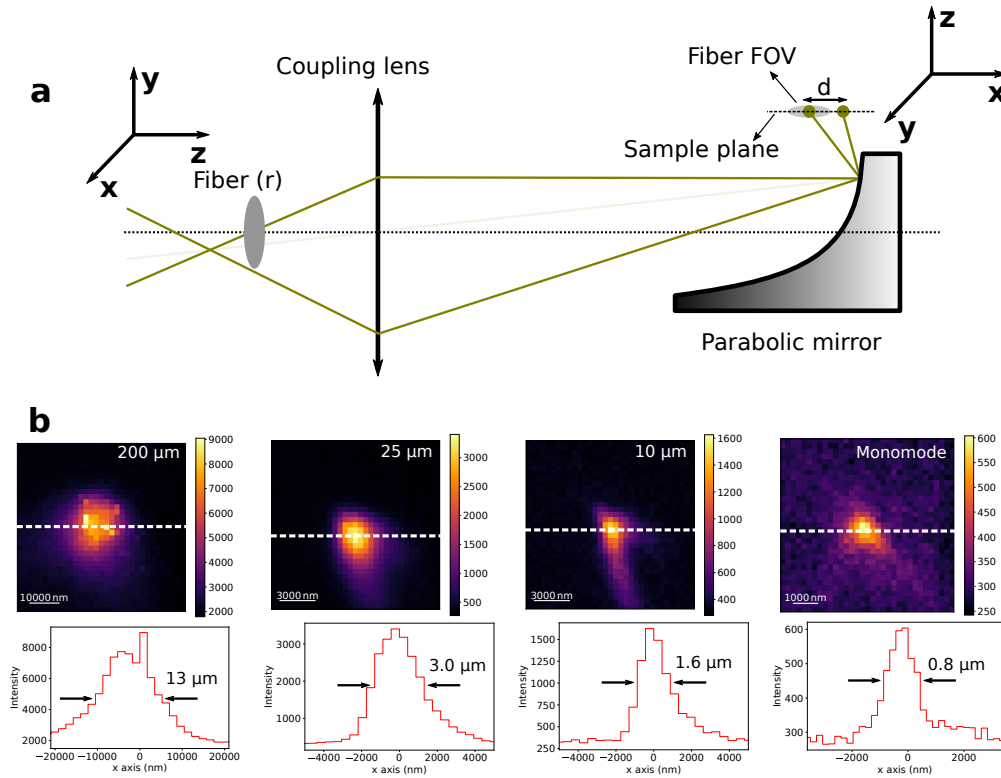 a
y
z
x
Coupling lens
Fiber (r)
Fiber FOV
d
z
x
y
Sample plane
Parabolic mirror
b
200 μm
10000 nm
9000
8000
7000
6000
5000
4000
3000
2000
25 μm
3000 nm
3000
2500
2000
1500
1000
500
10 μm
3000 nm
1600
1400
1200
1000
800
600
400
Monomode
1000 nm
600
550
500
450
400
350
300
250
Intensity
8000
6000
4000
2000
13 μm
−20000 −10000 0 10000 20000
x axis (nm)
Intensity
3000
2000
1000
3.0 μm
−4000 −2000 0 2000 4000
x axis (nm)
Intensity
1500
1250
1000
750
500
250
1.6 μm
−4000 −2000 0 2000 4000
x axis (nm)
Intensity
600
500
400
300
0.8 μm
−2000 0 2000
x axis (nm)